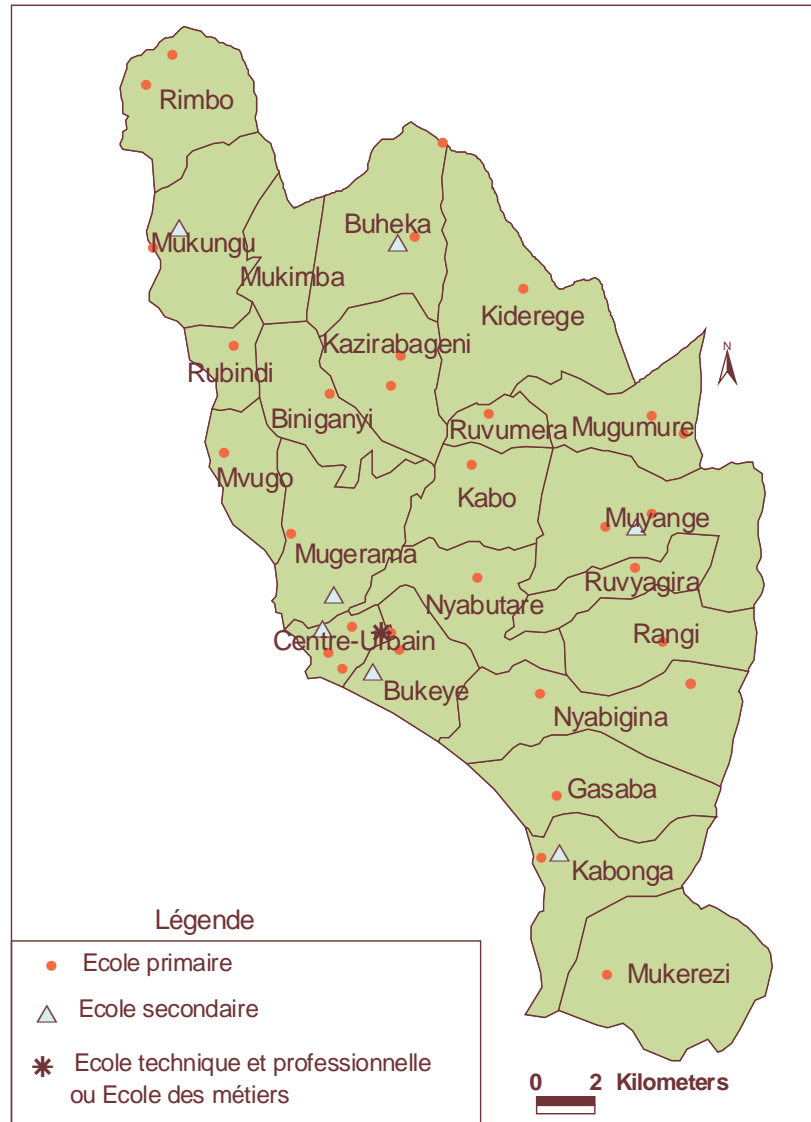 Rimbo
Buheka
Mukungu
Mukimba
Kiderege
N
Kazirabageni
Rubindi
Biniganyi
Ruvumera
Mugumure
Mvugo
Kabo
Muyange
Mugerama
Nyabutare
Ruvyagira
Centre-Urbain
Rangi
Bukeye
Nyabigina
Gasaba
Kabonga
Mukerezi
Légende
Ecole primaire
Ecole secondaire
Ecole technique et professionnelle
ou Ecole des métiers
0 2 Kilometers